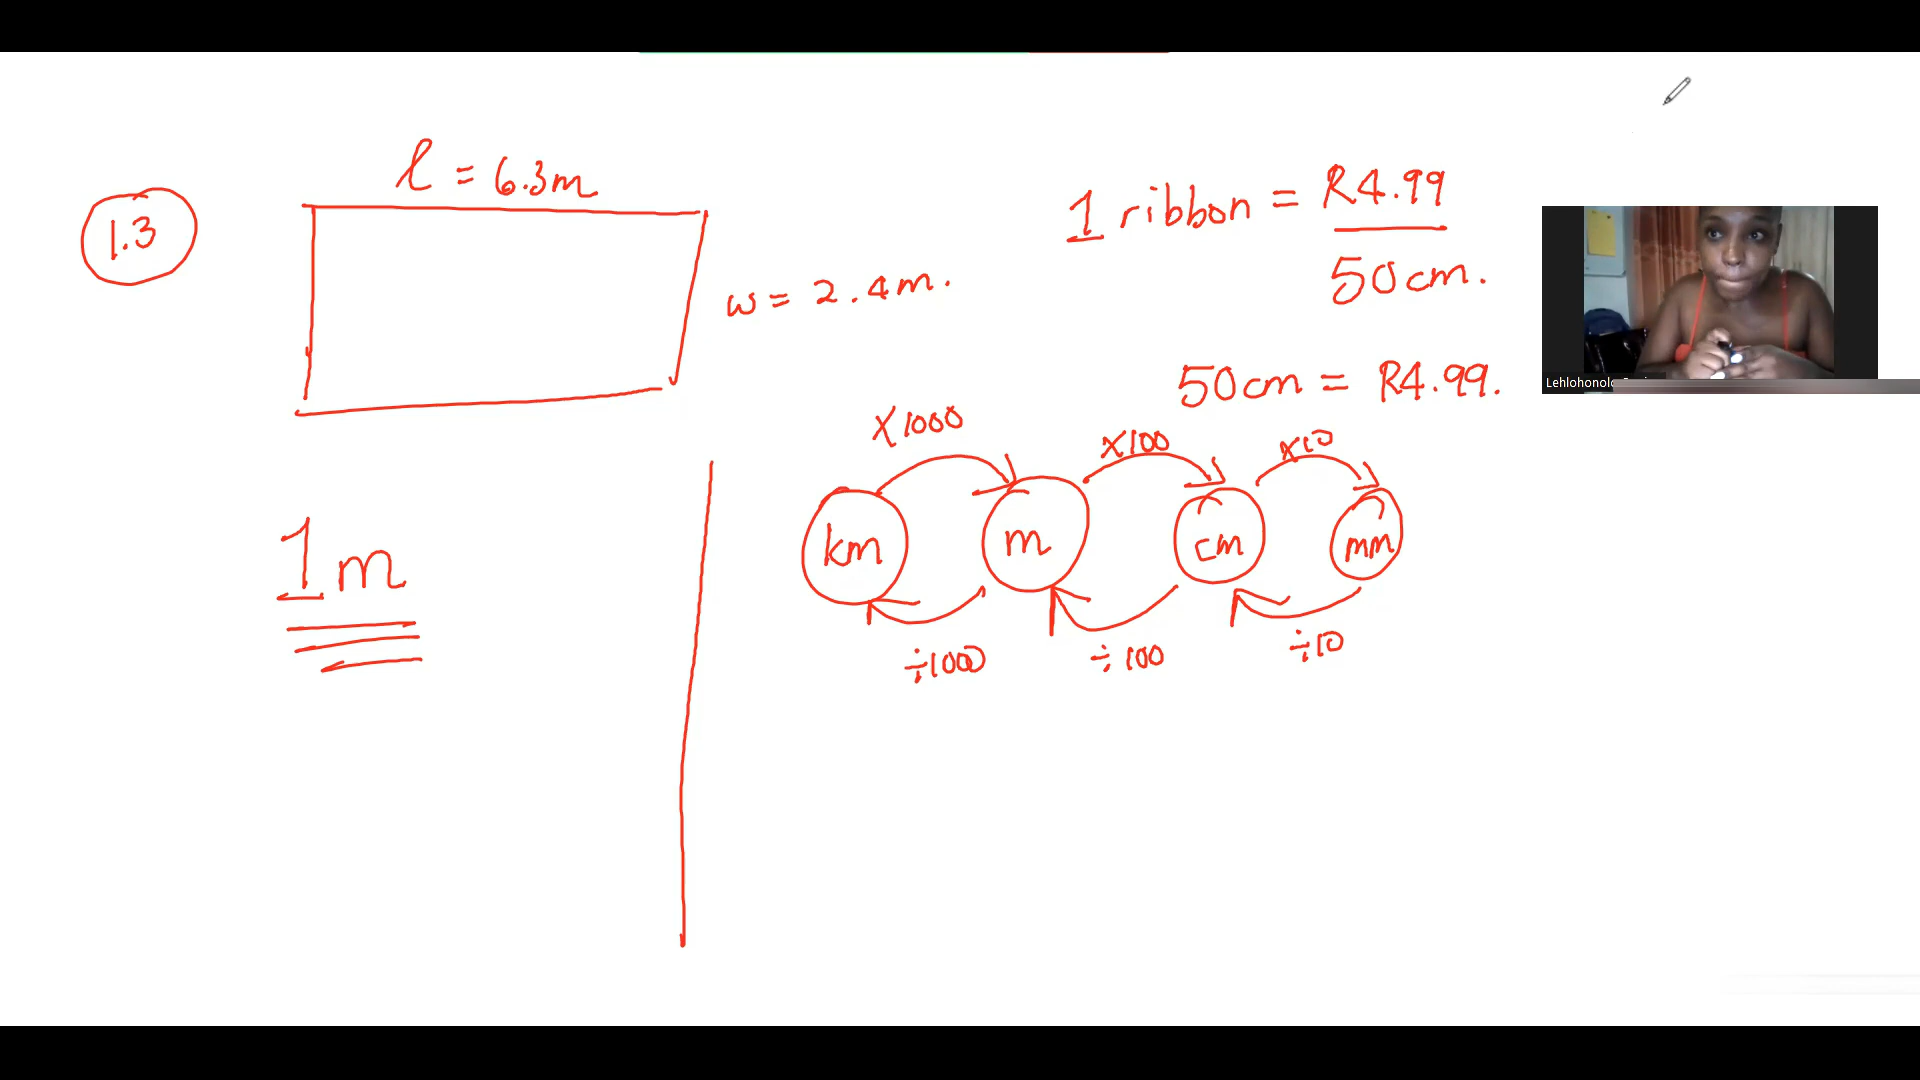 1.3
l = 6.3m
w = 2.4m.
1 ribbon = R4.99
50cm.
50cm = R4.99.
x1000
x100
x10
km
m
cm
mm
÷1000
÷100
÷10
1m
Lehlohonolo